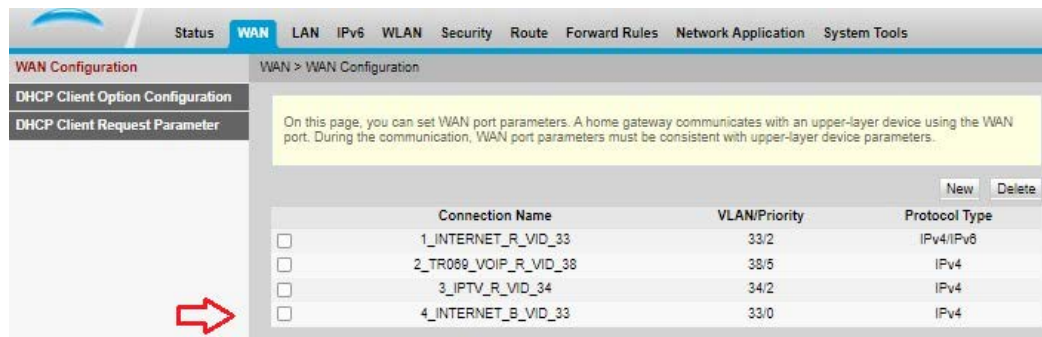 Status WAN LAN IPv6 WLAN Security Route Forward Rules Network Application System Tools
WAN Configuration
DHCP Client Option Configuration
DHCP Client Request Parameter
WAN > WAN Configuration
On this page, you can set WAN port parameters. A home gateway communicates with an upper-layer device using the WAN
port. During the communication, WAN port parameters must be consistent with upper-layer device parameters.
New Delete
Connection Name VLAN/Priority Protocol Type
1_INTERNET_R_VID_33 33/2 IPv4/IPv6
2_TR069_VOIP_R_VID_38 38/5 IPv4
3_IPTV_R_VID_34 34/2 IPv4
4_INTERNET_B_VID_33 33/0 IPv4